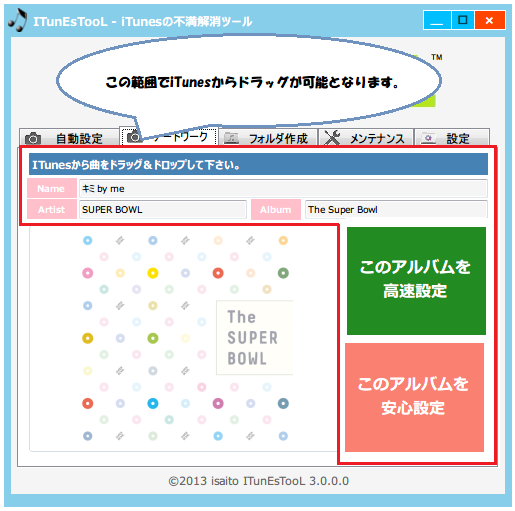 ITunEsTooL - iTunesの不満解消ツール
この範囲でiTunesからドラッグが可能となります。
TM
自動設定
ートワーク
フォルダ作成
メンテナンス
設定
ITunesから曲をドラッグ&ドロップして下さい。
Name キミ by me
Artist SUPER BOWL Album The Super Bowl
The
SUPER
BOWL
このアルバムを
高速設定
このアルバムを
安心設定
©2013 isaito ITunEsTooL 3.0.0.0